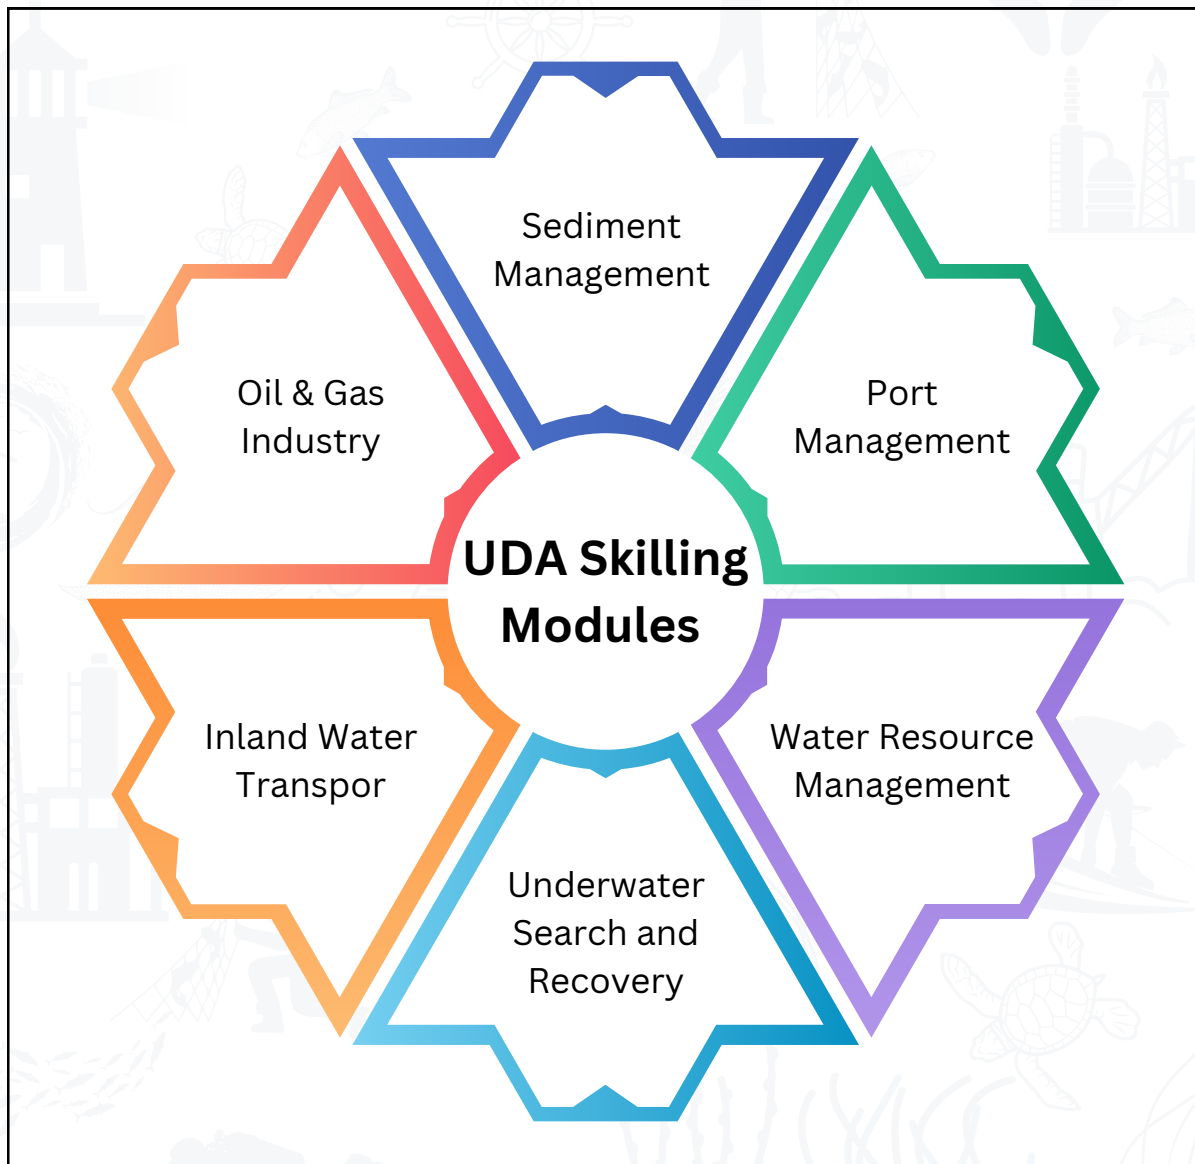 Sediment
Management
Oil & Gas
Industry
Port
Management
UDA Skilling
Modules
Inland Water
Transpor
Water Resource
Management
Underwater
Search and
Recovery